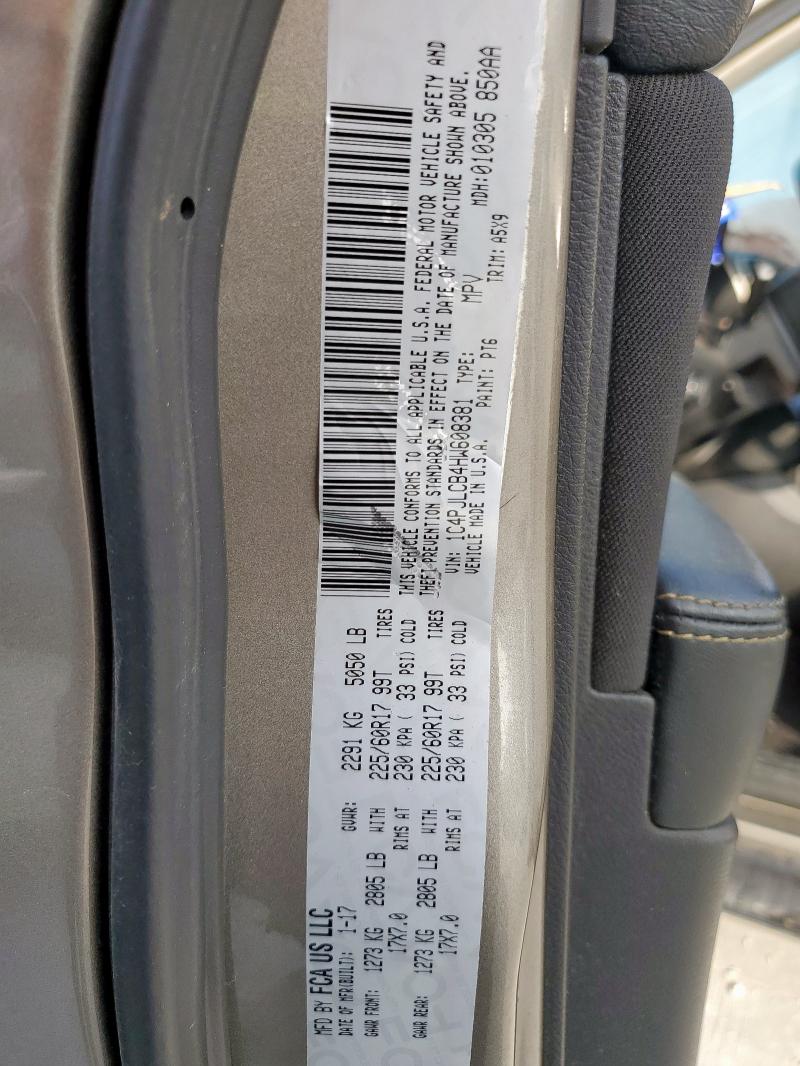 MFD BY FCA US LLC
DATE OF MFR(BUILT): 1-17 GVWR: 2291 KG 5050 LB
GAWR FRONT: 1273 KG 2805 LB WITH 225/60R17 99T TIRES
17X7.0 RIMS AT 230 KPA ( 33 PSI) COLD
GAWR REAR: 1273 KG 2805 LB WITH 225/60R17 99T TIRES
17X7.0 RIMS AT 230 KPA ( 33 PSI) COLD
THIS VEHICLE CONFORMS TO ALL APPLICABLE U.S.A. FEDERAL MOTOR VEHICLE SAFETY AND
THEFT PREVENTION STANDARDS IN EFFECT ON THE DATE OF MANUFACTURE SHOWN ABOVE.
VIN: 1C4PJLCB4HW608381 TYPE: MPV MDH:010305 850AA
VEHICLE MADE IN U.S.A. PAINT: PTG TRIM: A5X9